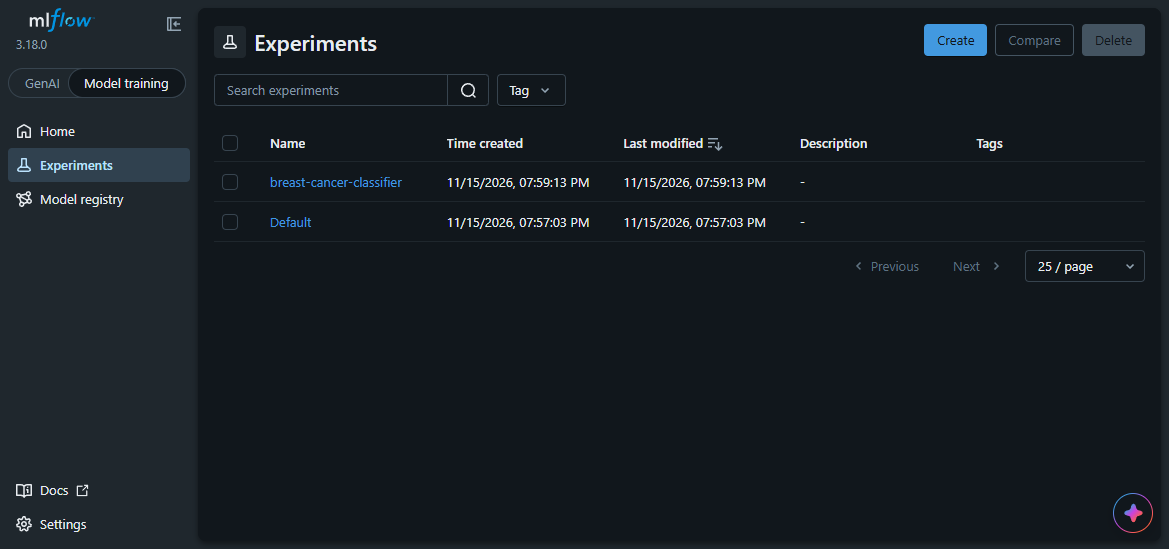 mlflow
3.18.0
GenAI Model training
Home
Experiments
Model registry
Docs
Settings
Experiments
Create Compare Delete
Search experiments Tag
Name Time created Last modified Description Tags
breast-cancer-classifier 11/15/2026, 07:59:13 PM 11/15/2026, 07:59:13 PM -
Default 11/15/2026, 07:57:03 PM 11/15/2026, 07:57:03 PM -
Previous Next 25 / page